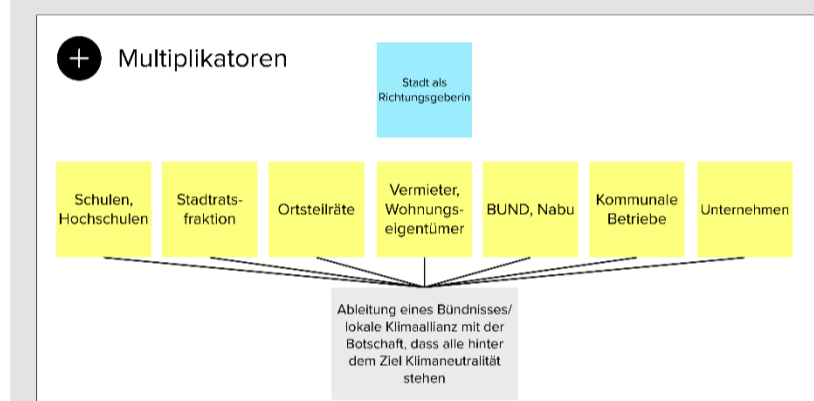 Multiplikatoren
Stadt als
Richtungsgeberin
Schulen,
Hochschulen
Stadtrats-
fraktion
Ortsteilräte
Vermieter,
Wohnungs-
eigentümer
BUND, Nabu
Kommunale
Betriebe
Unternehmen
Ableitung eines Bündnisses/
lokale Klimaallianz mit der
Botschaft, dass alle hinter
dem Ziel Klimaneutralität
stehen